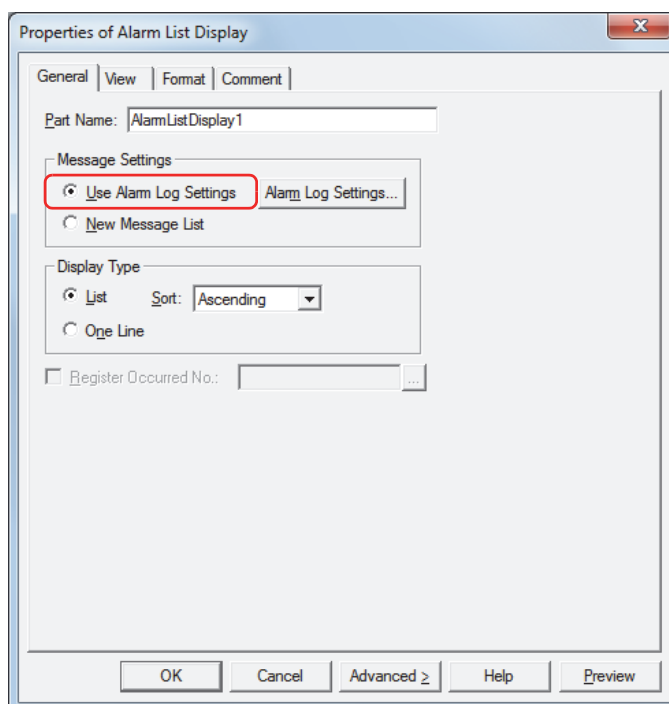 Properties of Alarm List Display
General View Format Comment
Part Name: AlarmListDisplay1
Message Settings
Use Alarm Log Settings Alarm Log Settings...
New Message List
Display Type
List Sort: Ascending
One Line
Register Occurred No.: ...
OK Cancel Advanced > Help Preview